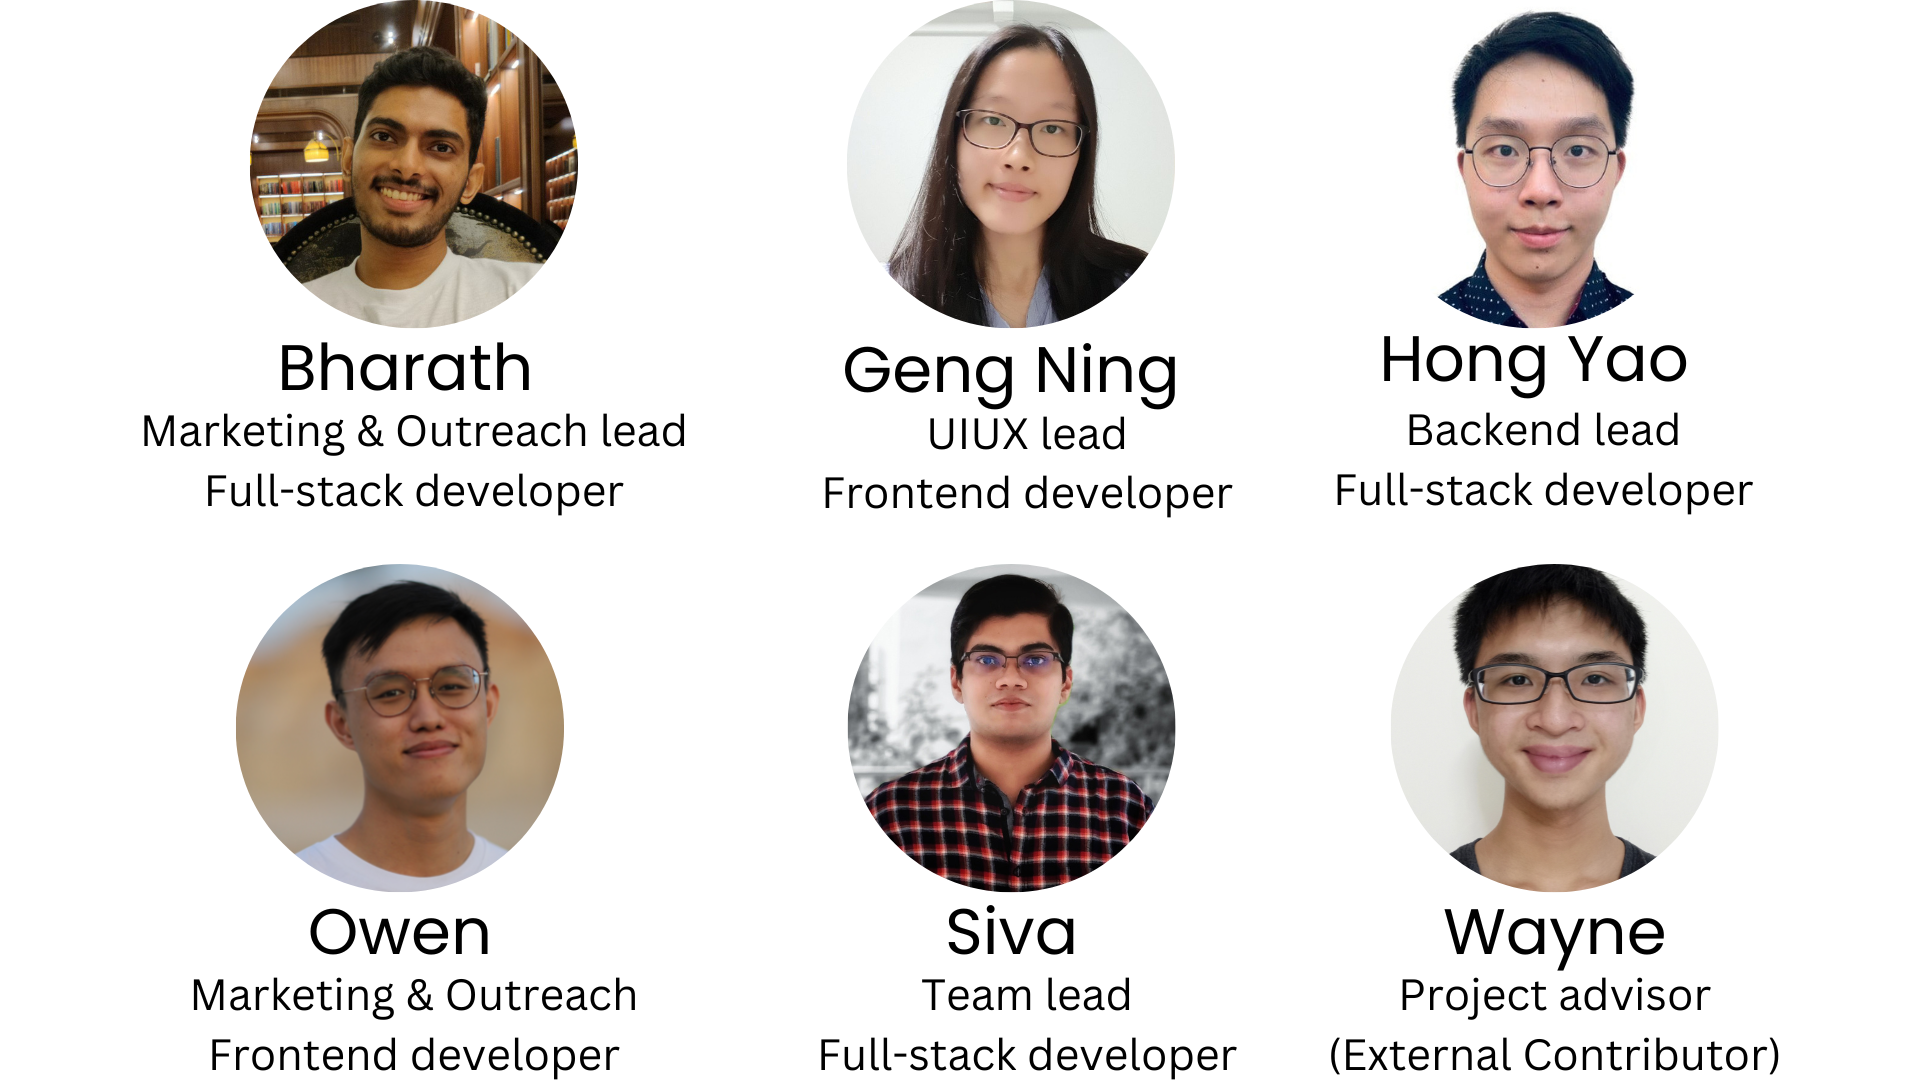 Bharath
Marketing & Outreach lead
Full-stack developer
Geng Ning
UIUX lead
Frontend developer
Hong Yao
Backend lead
Full-stack developer
Owen
Marketing & Outreach
Frontend developer
Siva
Team lead
Full-stack developer
Wayne
Project advisor
(External Contributor)